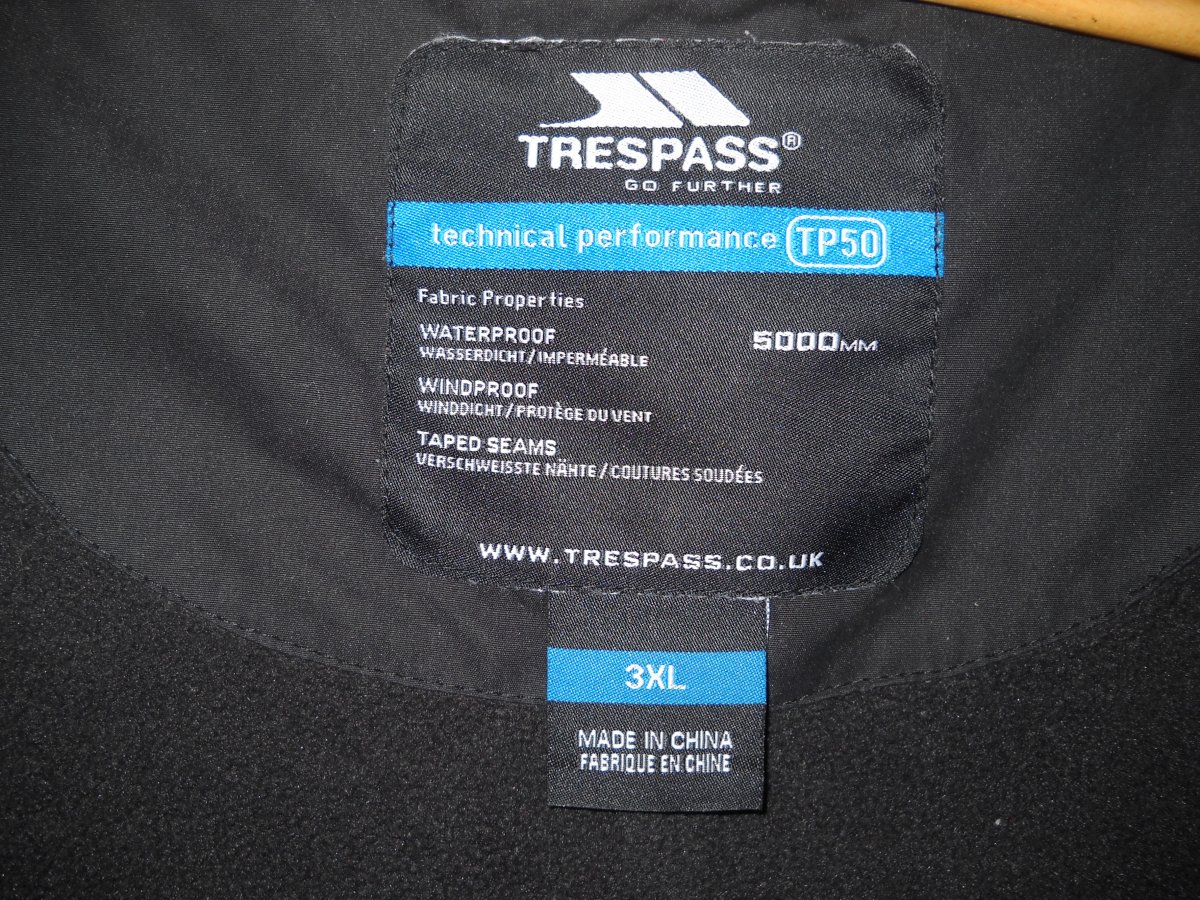 TRESPASS®
GO FURTHER
technical performance TP50
Fabric Properties
WATERPROOF 5000MM
WASSERDICHT/IMPERMÉABLE
WINDPROOF
WINDDICHT/PROTÈGE DU VENT
TAPED SEAMS
VERSCHWEISSTE NÄHTE/COUTURES SOUDÉES
WWW.TRESPASS.CO.UK
3XL
MADE IN CHINA
FABRIQUE EN CHINE